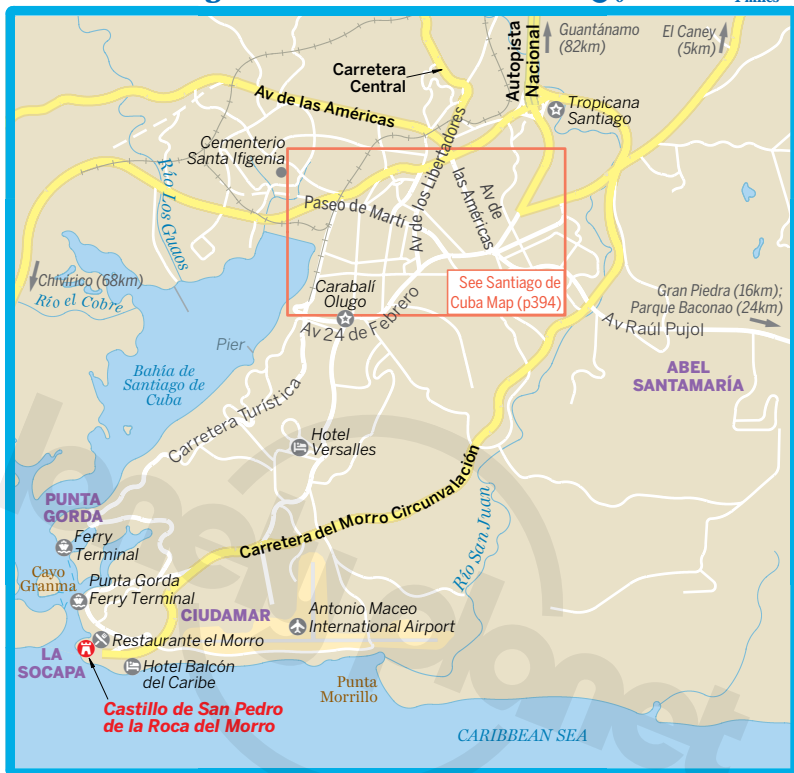 Guantánamo
(82km)
El Caney
(5km)
Autopista
Nacional
Carretera
Central
Av de las Américas
Tropicana
Santiago
Cementerio
Santa Ifigenia
Río Los Guaos
Paseo de Martí
Av de los Libertadores
Av de
las Américas
Chivirico (68km)
Río el Cobre
Carabalí
Olugo
See Santiago de
Cuba Map (p394)
Gran Piedra (16km);
Parque Baconao (24km)
Av 24 de Febrero
Av Raúl Pujol
Pier
Bahía de
Santiago de
Cuba
ABEL
SANTAMARÍA
Carretera Turística
Hotel
Versalles
Carretera del Morro Circunvalación
Río San Juan
PUNTA
GORDA
Ferry
Terminal
Cayo
Granma
Punta Gorda
Ferry Terminal
CIUDAMAR
Antonio Maceo
International Airport
Restaurante el Morro
LA
SOCAPA
Hotel Balcón
del Caribe
Punta
Morrillo
Castillo de San Pedro
de la Roca del Morro
CARIBBEAN SEA
lonely planet